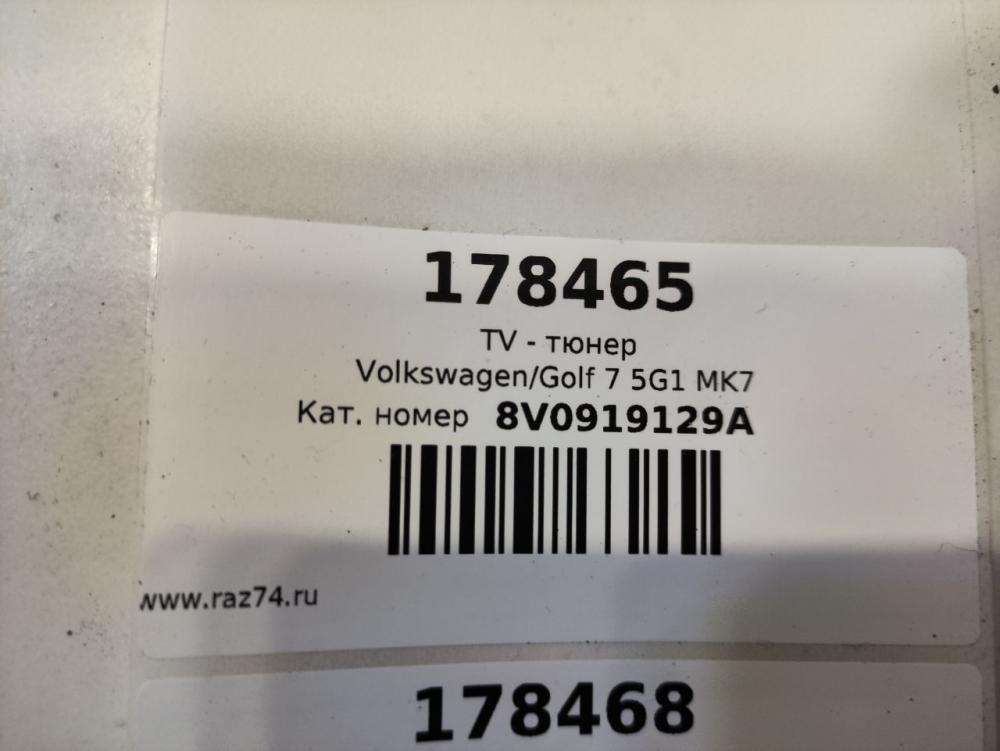 178465
TV - тюнер
Volkswagen/Golf 7 5G1 MK7
Кат. номер 8V0919129A
www.raz74.ru
178468